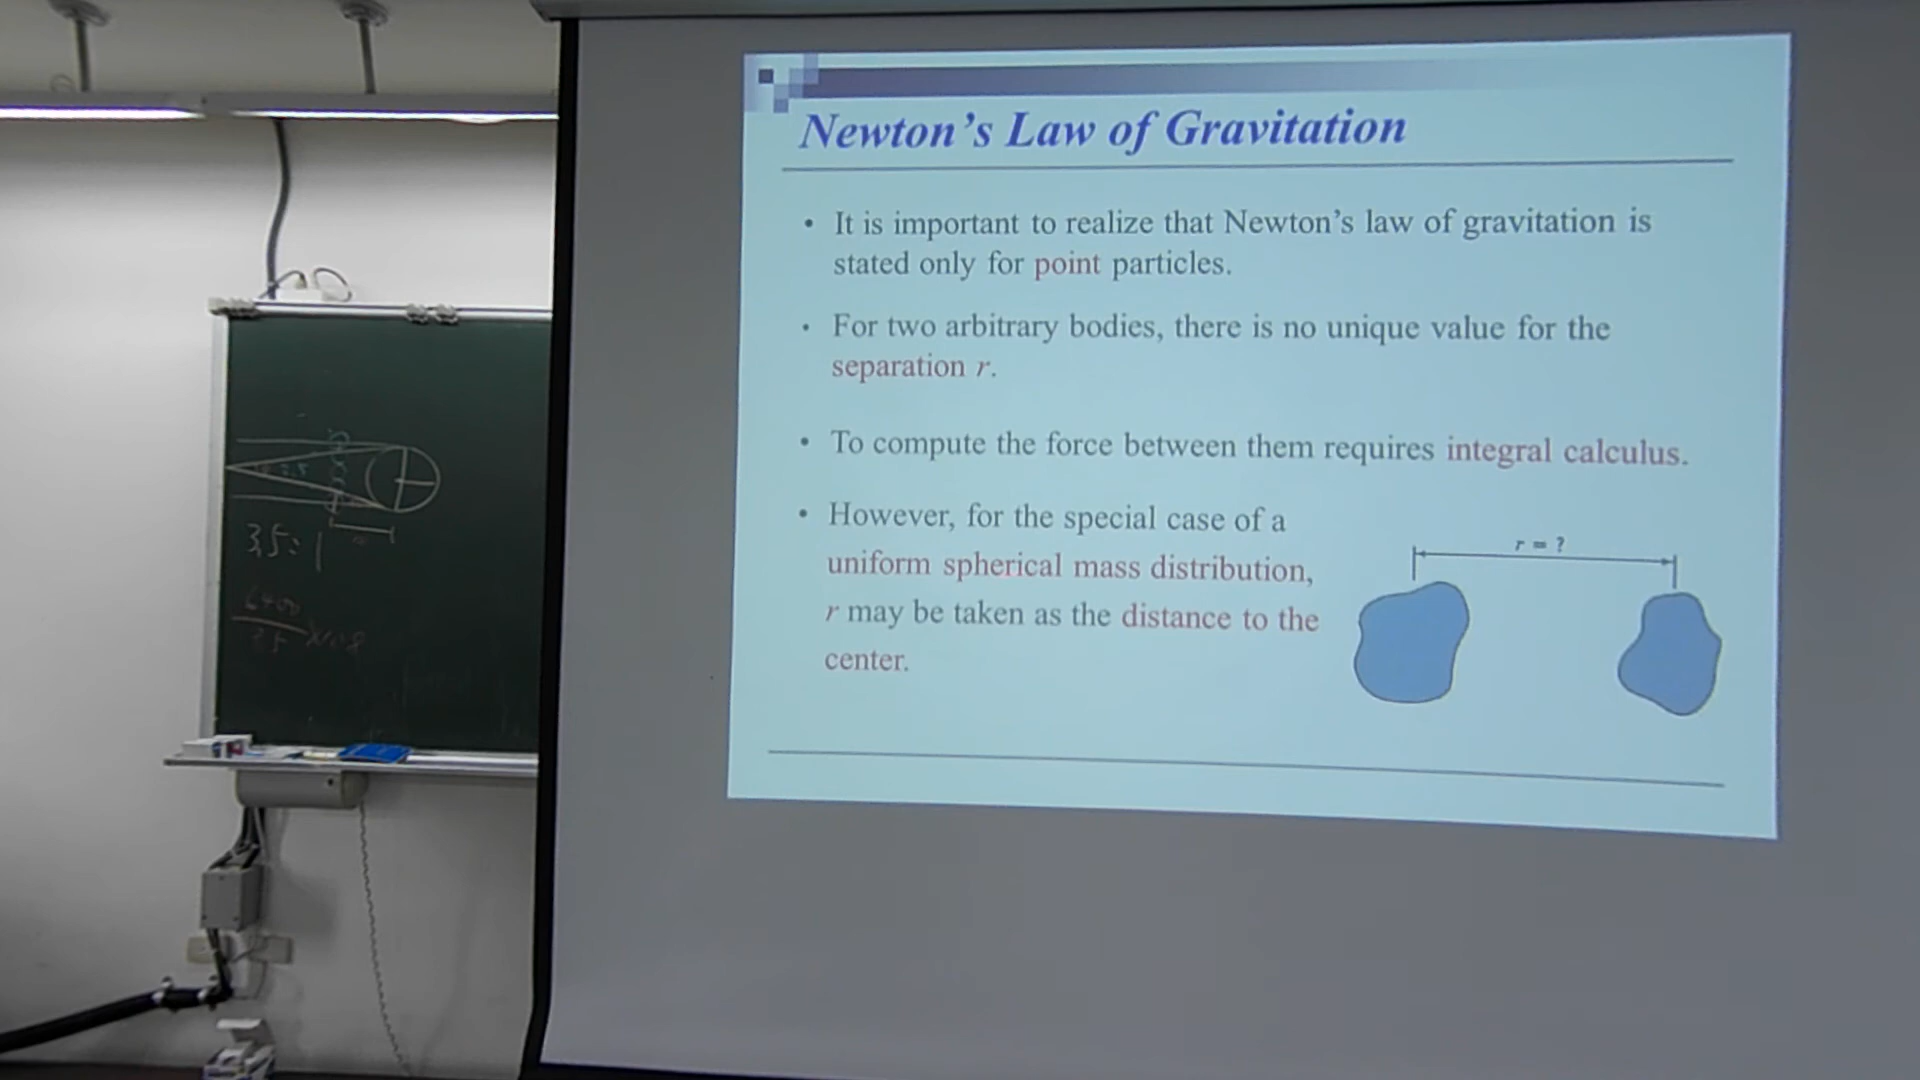 Newton's Law of Gravitation
• It is important to realize that Newton's law of gravitation is
stated only for point particles.
• For two arbitrary bodies, there is no unique value for the
separation r.
• To compute the force between them requires integral calculus.
• However, for the special case of a
uniform spherical mass distribution,
r may be taken as the distance to the
center.
r = ?
3.5
35:1
6400